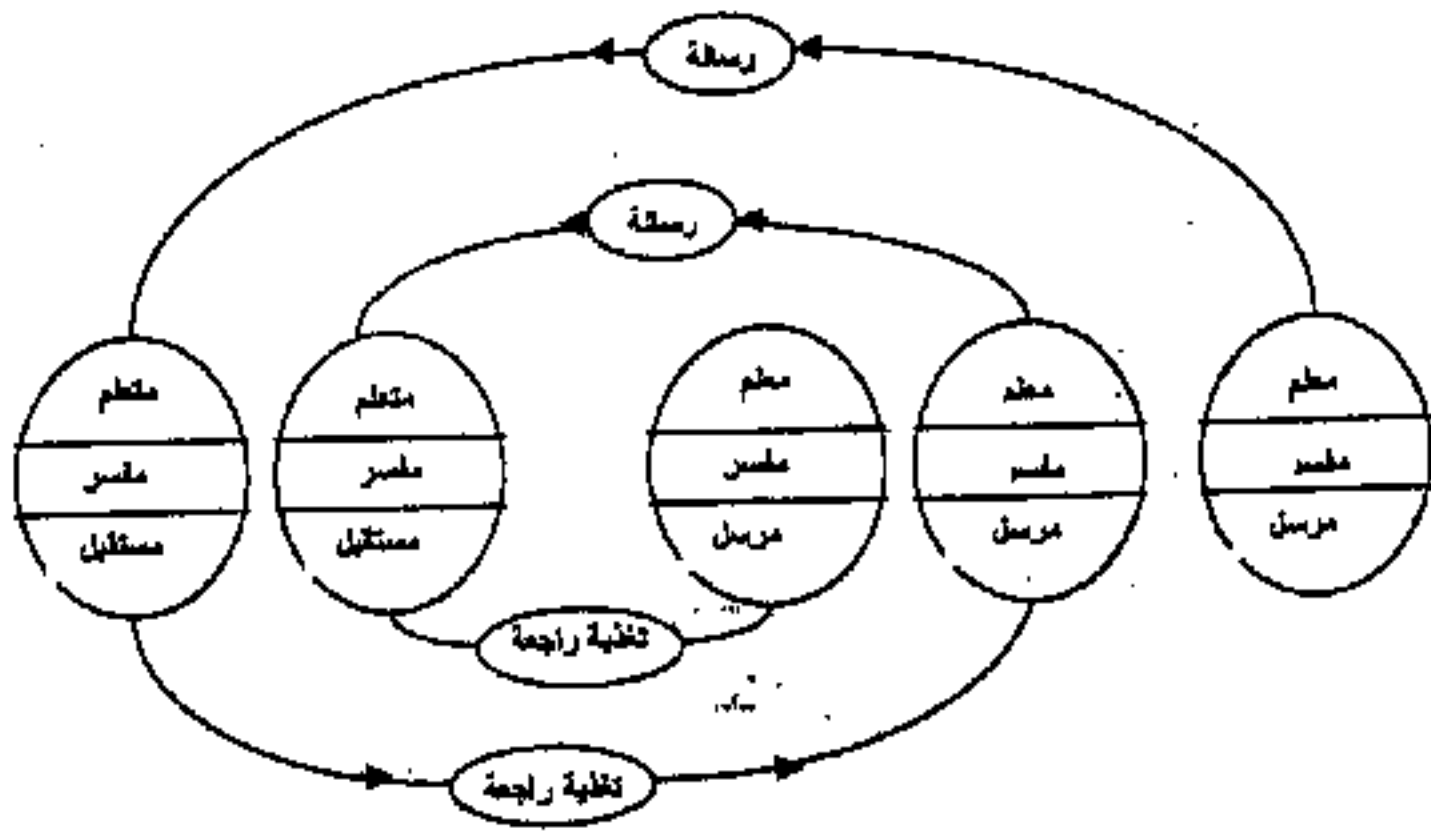 رسالة
رسالة
معلم
مفسر
مرسل
معلم
مفسر
مرسل
معلم
مفسر
مرسل
متعلم
مفسر
مستقبل
متعلم
مفسر
مستقبل
تغذية راجعة
تغذية راجعة